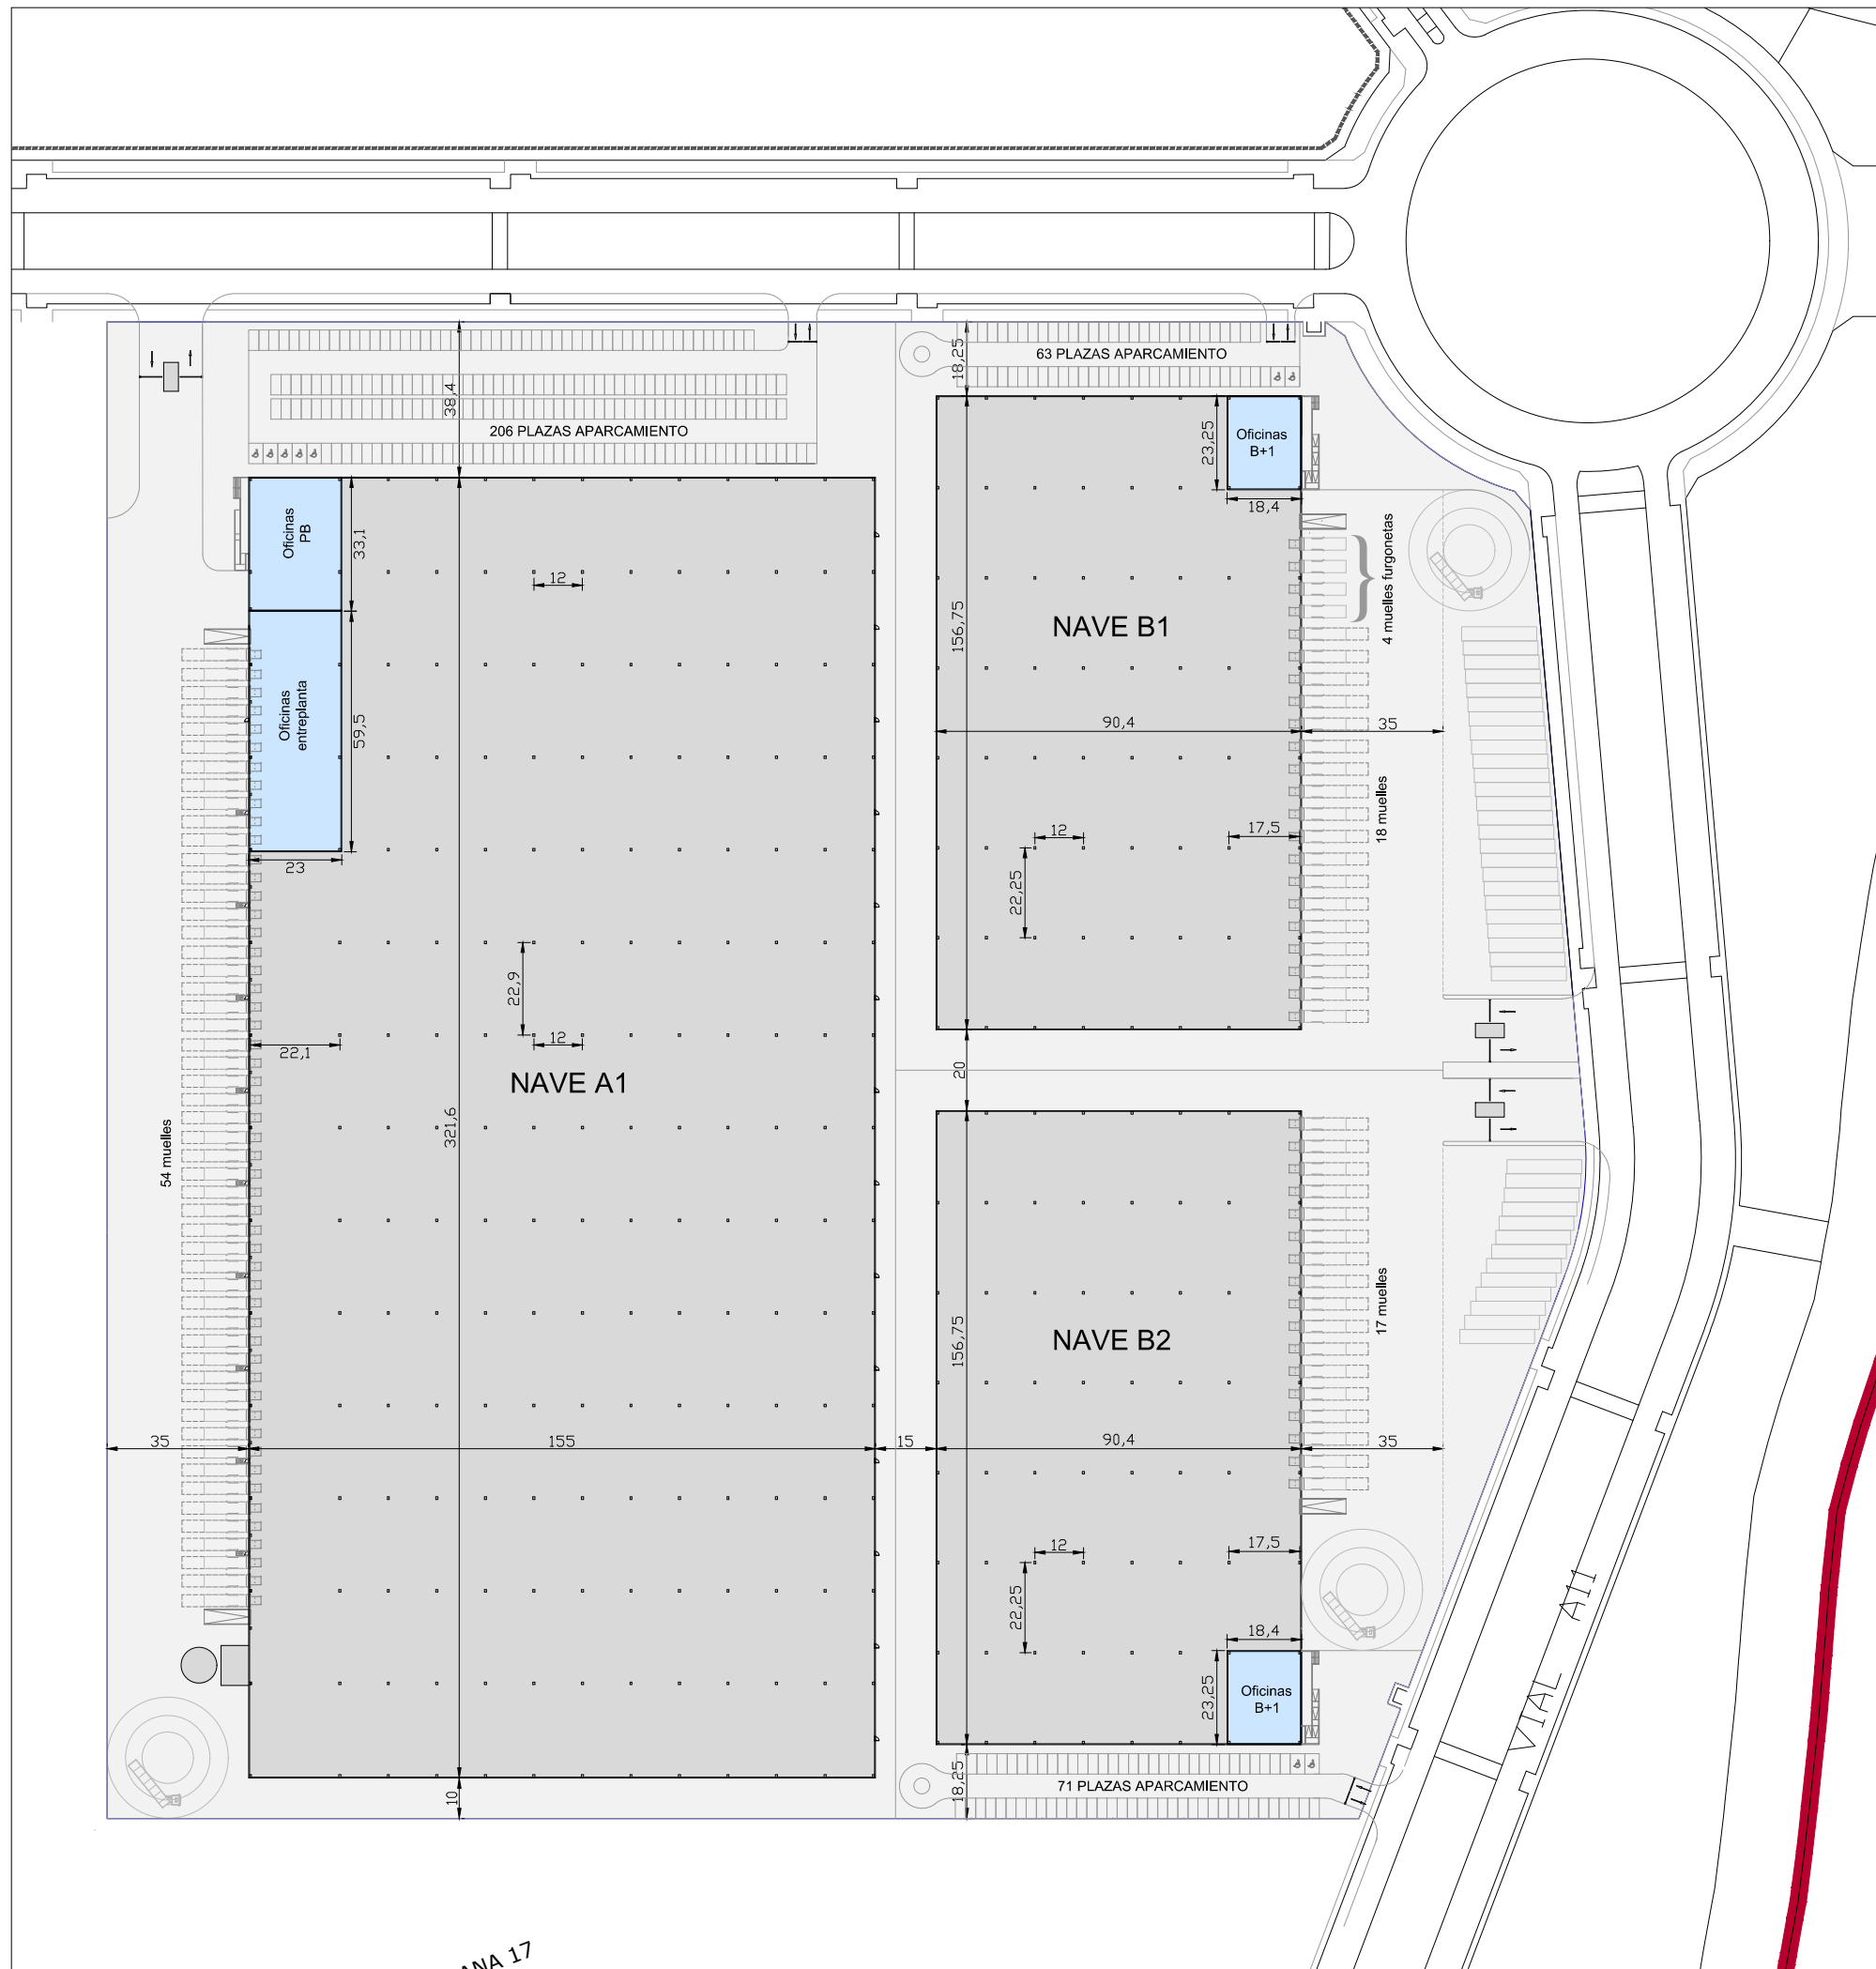 63 PLAZAS APARCAMIENTO
18,25
38,4
206 PLAZAS APARCAMIENTO
Oficinas
B+1
23,25
18,4
Oficinas
PB
33,1
12
4 muelles furgonetas
NAVE B1
156,75
Oficinas
entreplanta
59,5
90,4
35
18 muelles
12
17,5
22,25
23
22,9
12
22,1
NAVE A1
20
321,6
54 muelles
NAVE B2
156,75
17 muelles
35
155
15
90,4
35
12
17,5
22,25
18,4
Oficinas
B+1
23,25
VIAL A11
71 PLAZAS APARCAMIENTO
18,25
10
ANA 17